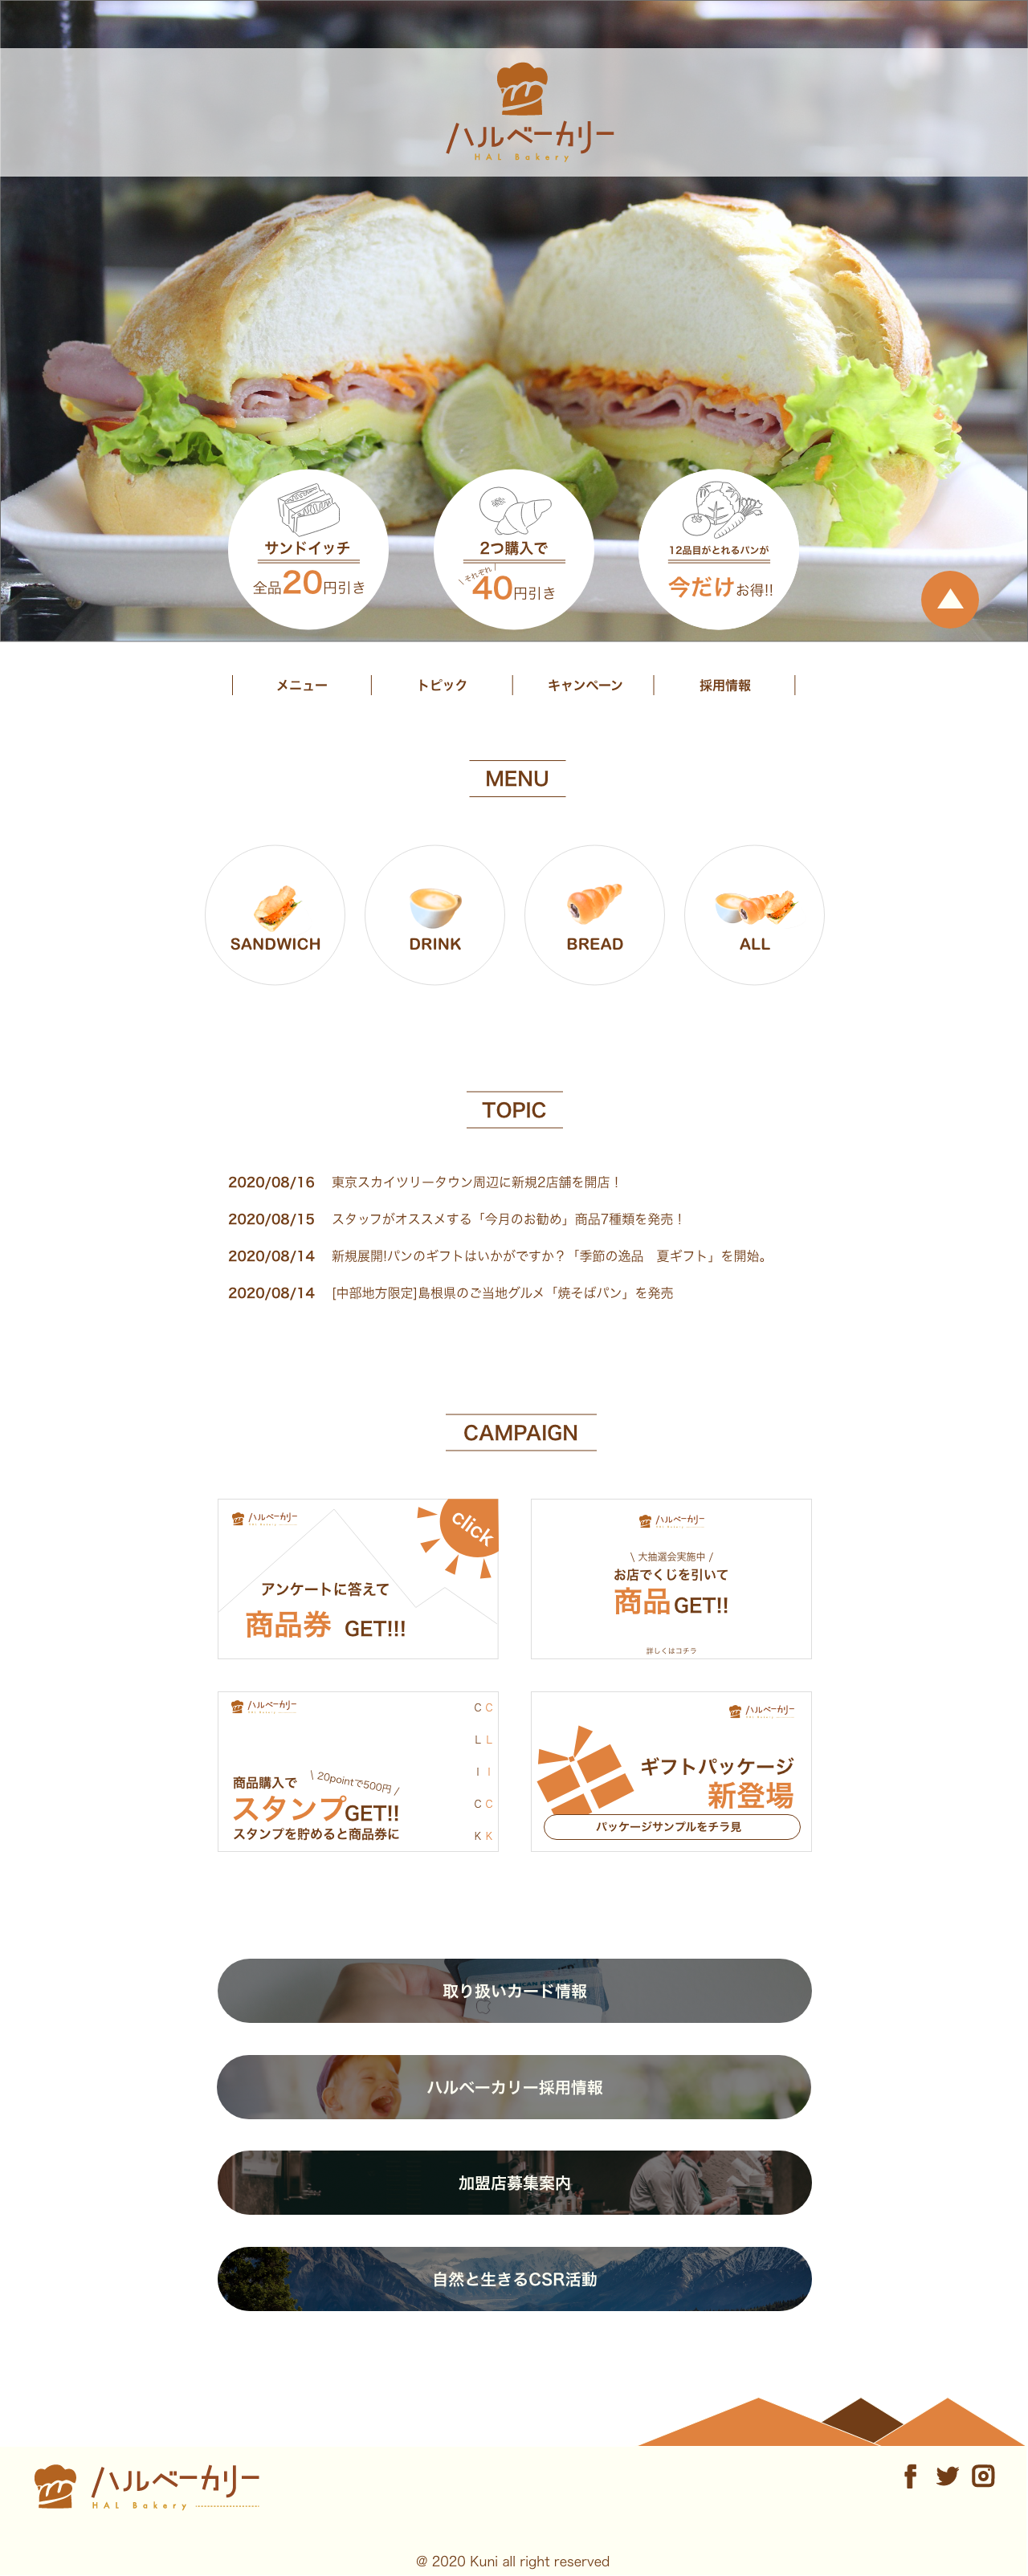 ハルベーカリー
HAL Bakery
サンドイッチ
全品20円引き
2つ購入で
\ それぞれ /
40円引き
12品目がとれるパンが
今だけお得!!
メニュー
トピック
キャンペーン
採用情報
MENU
SANDWICH
DRINK
BREAD
ALL
TOPIC
2020/08/16 東京スカイツリータウン周辺に新規2店舗を開店！
2020/08/15 スタッフがオススメする「今月のお勧め」商品7種類を発売！
2020/08/14 新規展開!パンのギフトはいかがですか？「季節の逸品　夏ギフト」を開始。
2020/08/14 [中部地方限定]島根県のご当地グルメ「焼そばパン」を発売
CAMPAIGN
ハルベーカリー
HAL Bakery
click
アンケートに答えて
商品券 GET!!!
ハルベーカリー
HAL Bakery
\ 大抽選会実施中 /
お店でくじを引いて
商品GET!!
詳しくはコチラ
ハルベーカリー
HAL Bakery
C C
L L
I I
C C
K K
\ 20pointで500円 /
商品購入で
スタンプGET!!
スタンプを貯めると商品券に
ハルベーカリー
HAL Bakery
ギフトパッケージ
新登場
パッケージサンプルをチラ見
取り扱いカード情報
ハルベーカリー採用情報
加盟店募集案内
自然と生きるCSR活動
ハルベーカリー
HAL Bakery
@ 2020 Kuni all right reserved